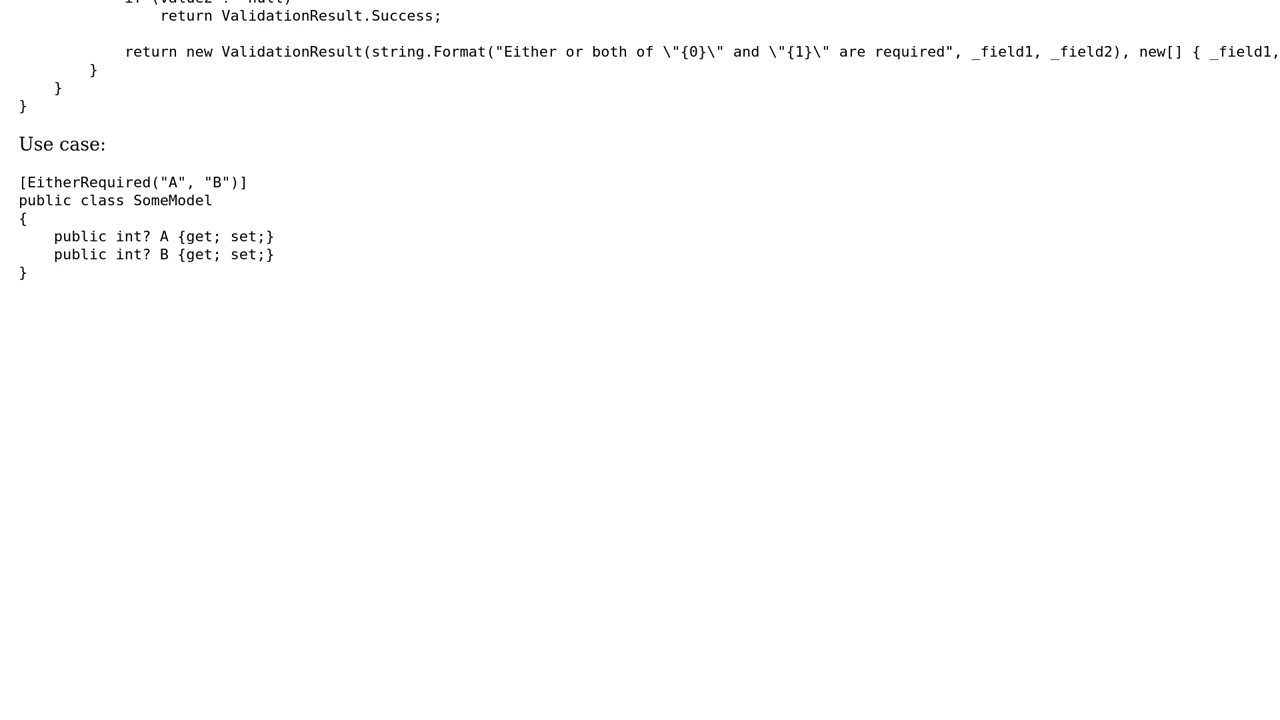 return ValidationResult.Success;
return new ValidationResult(string.Format("Either or both of \"{0}\" and \"{1}\" are required", _field1, _field2), new[] { _field1,
}
}
}
Use case:
[EitherRequired("A", "B")]
public class SomeModel
{
public int? A {get; set;}
public int? B {get; set;}
}